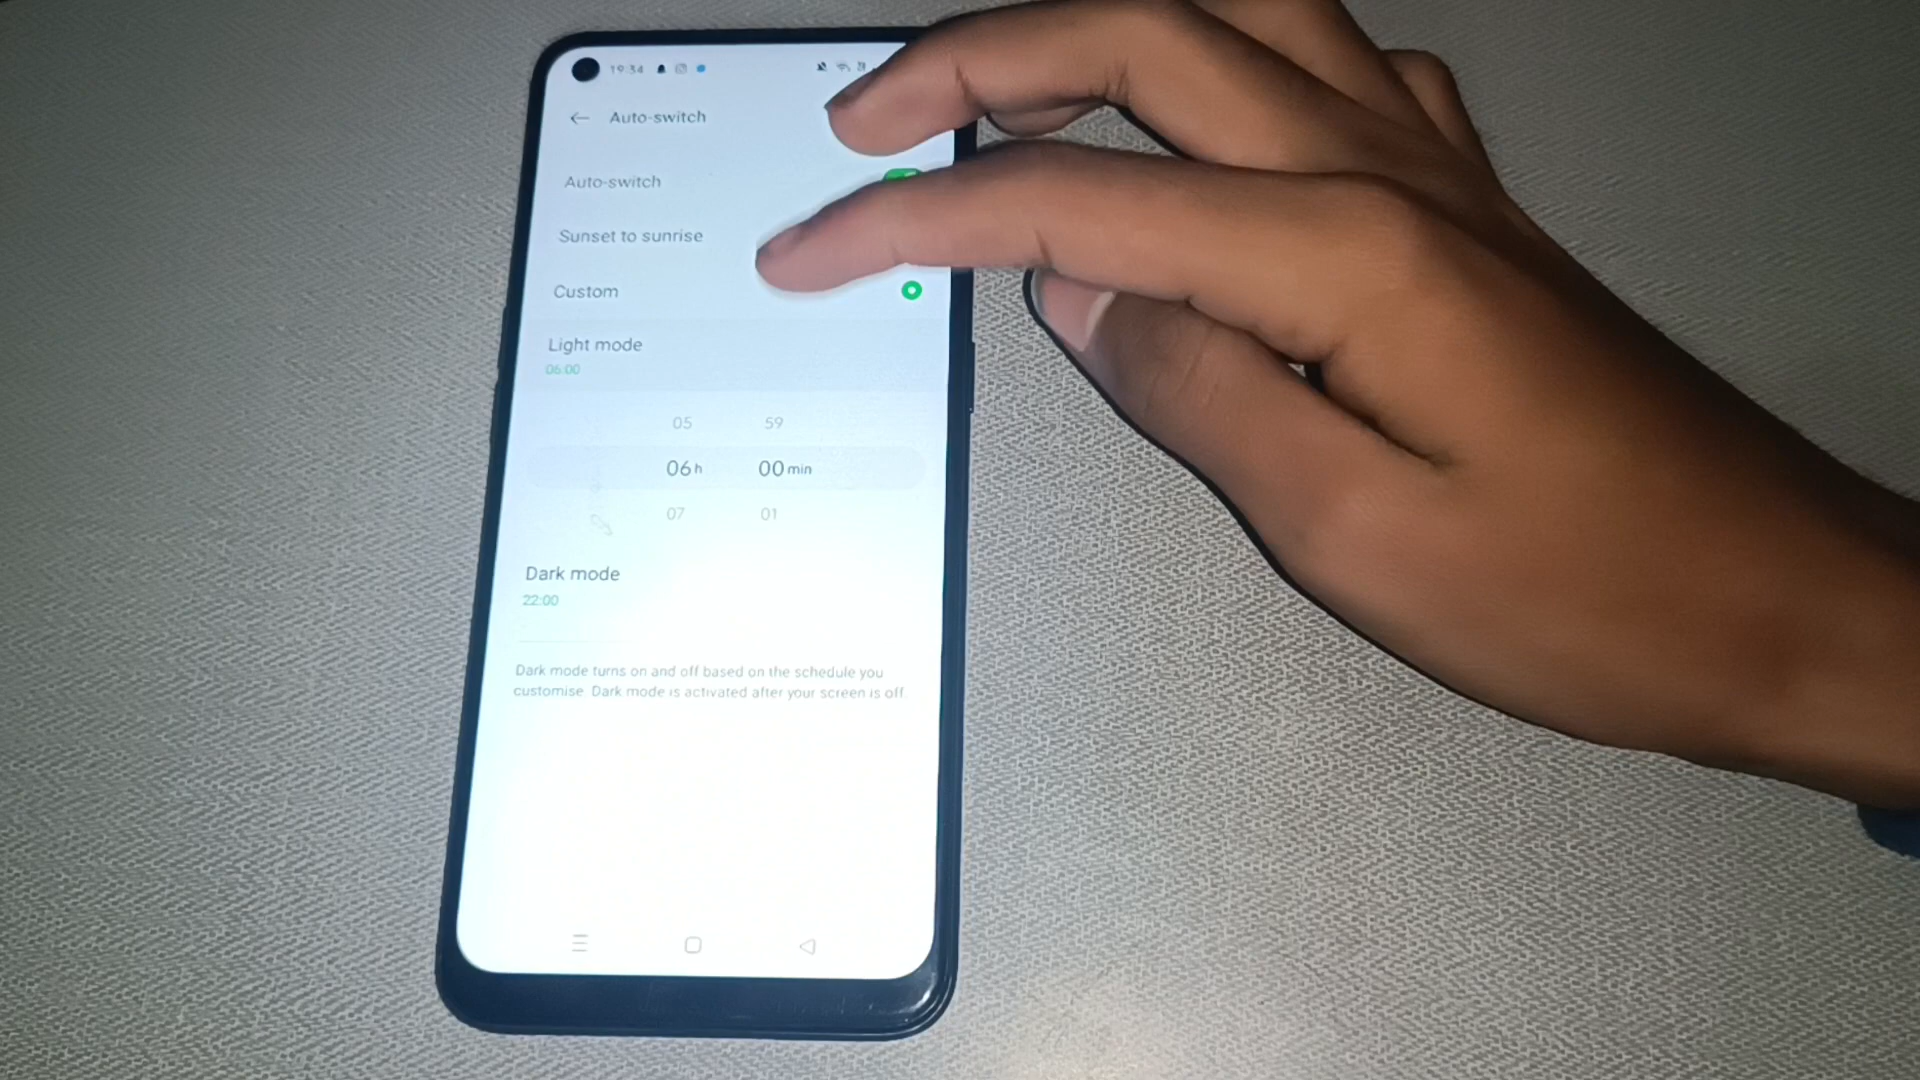 19:34
Auto-switch
Auto-switch
Sunset to sunrise
Custom
Light mode
06:00
05 59
06 h 00 min
07 01
Dark mode
22:00
Dark mode turns on and off based on the schedule you
customise. Dark mode is activated after your screen is off.